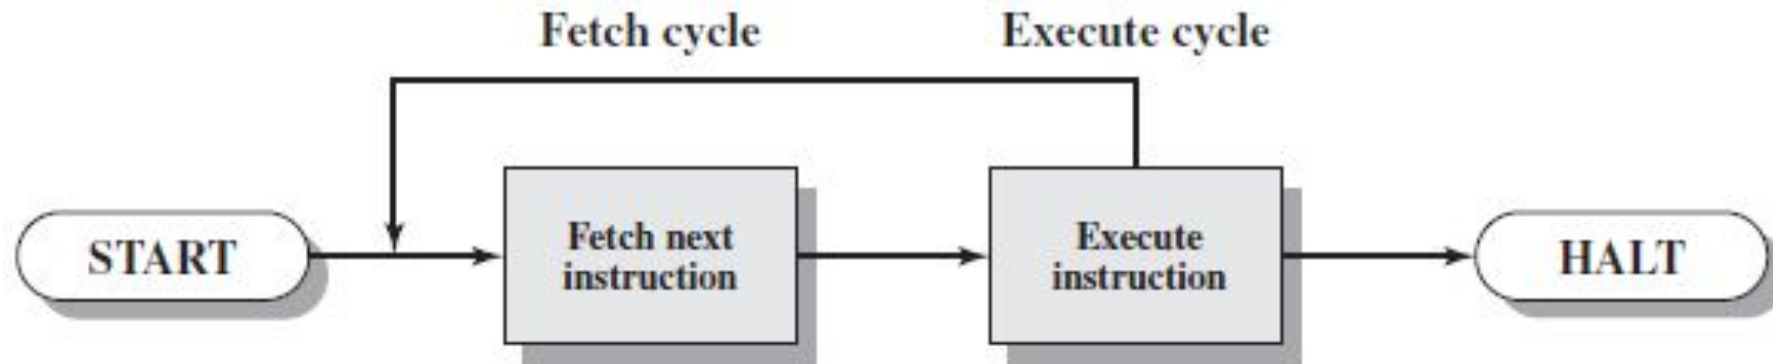 Fetch cycle
Execute cycle
START
Fetch next
instruction
Execute
instruction
HALT